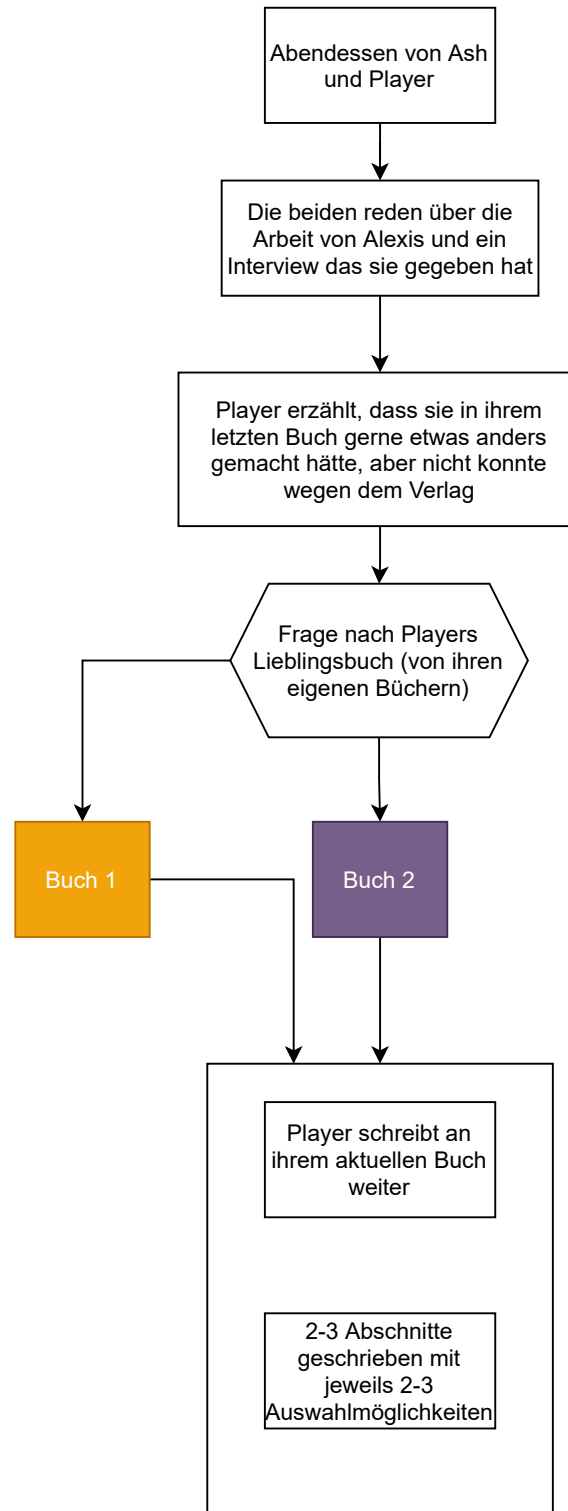 Abendessen von Ash
und Player
Die beiden reden über die
Arbeit von Alexis und ein
Interview das sie gegeben hat
Player erzählt, dass sie in ihrem
letzten Buch gerne etwas anders
gemacht hätte, aber nicht konnte
wegen dem Verlag
Frage nach Players
Lieblingsbuch (von ihren
eigenen Büchern)
Buch 1
Buch 2
Player schreibt an
ihrem aktuellen Buch
weiter
2-3 Abschnitte
geschrieben mit
jeweils 2-3
Auswahlmöglichkeiten